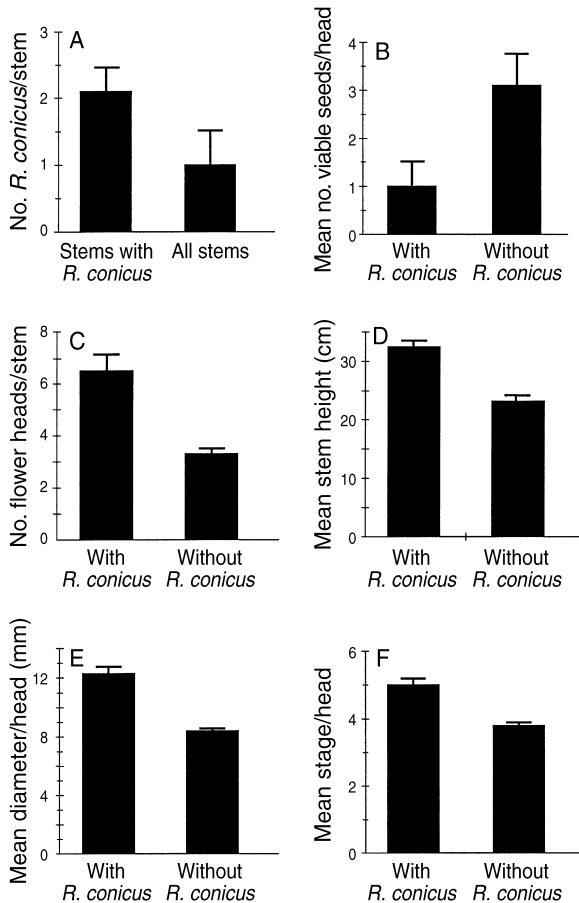 A
No. R. conicus/stem
3
2
1
0
Stems with
R. conicus
All stems
B
Mean no. viable seeds/head
4
3
2
1
0
With
R. conicus
Without
R. conicus
C
No. flower heads/stem
8
6
4
2
0
With
R. conicus
Without
R. conicus
D
Mean stem height (cm)
30
20
10
0
With
R. conicus
Without
R. conicus
E
Mean diameter/head (mm)
12
8
4
0
With
R. conicus
Without
R. conicus
F
Mean stage/head
6
4
2
0
With
R. conicus
Without
R. conicus